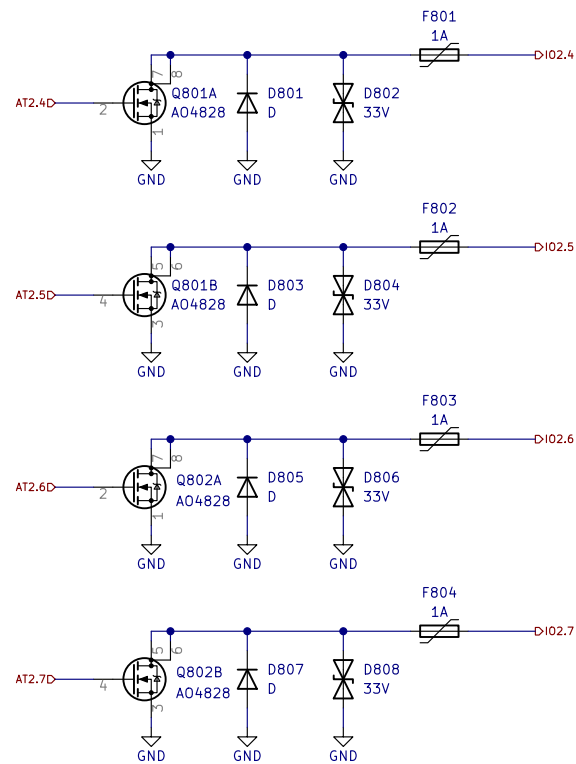 F801
1A
IO2.4
7
8
Q801A
AO4828
D801
D
D802
33V
AT2.4
2
1
GND
GND
GND
F802
1A
IO2.5
5
6
Q801B
AO4828
D803
D
D804
33V
AT2.5
4
3
GND
GND
GND
F803
1A
IO2.6
7
8
Q802A
AO4828
D805
D
D806
33V
AT2.6
2
1
GND
GND
GND
F804
1A
IO2.7
5
6
Q802B
AO4828
D807
D
D808
33V
AT2.7
4
3
GND
GND
GND